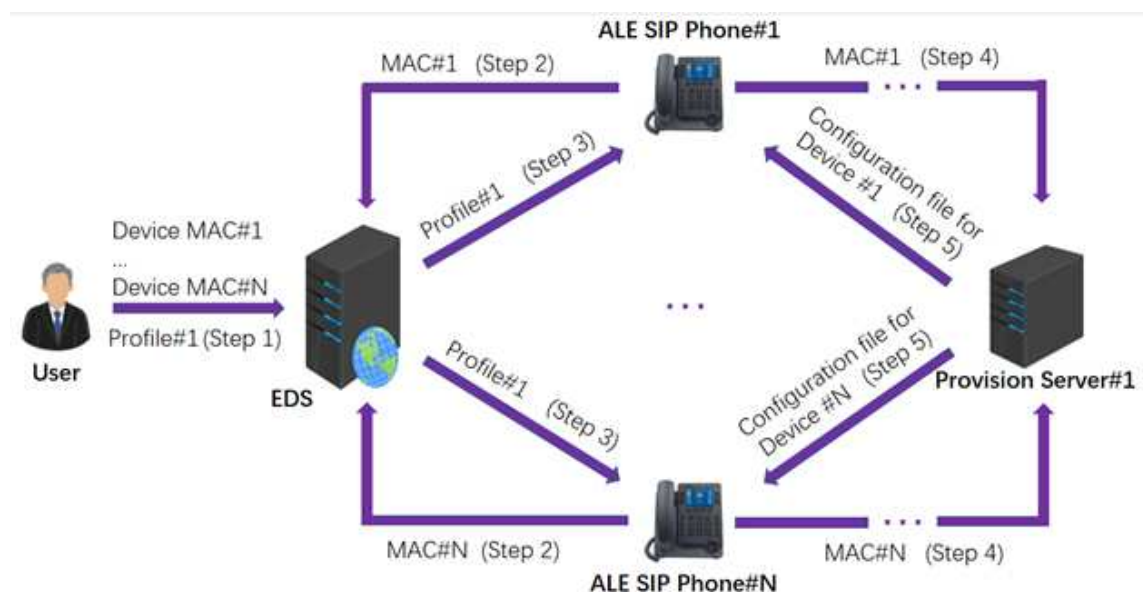 ALE SIP Phone#1
MAC#1 (Step 2)
MAC#1 (Step 4)
Profile#1 (Step 3)
Configuration file for
Device #1 (Step 5)
Device MAC#1
...
Device MAC#N
Profile#1 (Step 1)
User
EDS
...
Provision Server#1
Profile#1 (Step 3)
Configuration file for
Device #N (Step 5)
MAC#N (Step 2)
MAC#N (Step 4)
ALE SIP Phone#N